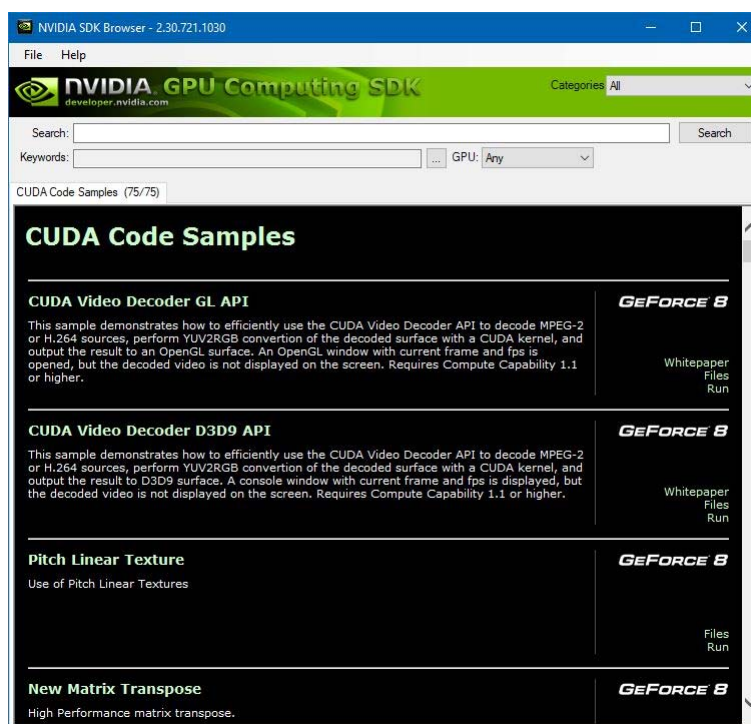 NVIDIA SDK Browser - 2.30.721.1030
File Help
NVIDIA. GPU Computing SDK
developer.nvidia.com
Categories All
Search: Search
Keywords: ... GPU: Any
CUDA Code Samples (75/75)
CUDA Code Samples
CUDA Video Decoder GL API
GEFORCE 8
This sample demonstrates how to efficiently use the CUDA Video Decoder API to decode MPEG-2
or H.264 sources, perform YUV2RGB convertion of the decoded surface with a CUDA kernel, and
output the result to an OpenGL surface. An OpenGL window with current frame and fps is
opened, but the decoded video is not displayed on the screen. Requires Compute Capability 1.1
or higher.
Whitepaper
Files
Run
CUDA Video Decoder D3D9 API
GEFORCE 8
This sample demonstrates how to efficiently use the CUDA Video Decoder API to decode MPEG-2
or H.264 sources, perform YUV2RGB convertion of the decoded surface with a CUDA kernel, and
output the result to D3D9 surface. A console window with current frame and fps is displayed, but
the decoded video is not displayed on the screen. Requires Compute Capability 1.1 or higher.
Whitepaper
Files
Run
Pitch Linear Texture
GEFORCE 8
Use of Pitch Linear Textures
Files
Run
New Matrix Transpose
GEFORCE 8
High Performance matrix transpose.